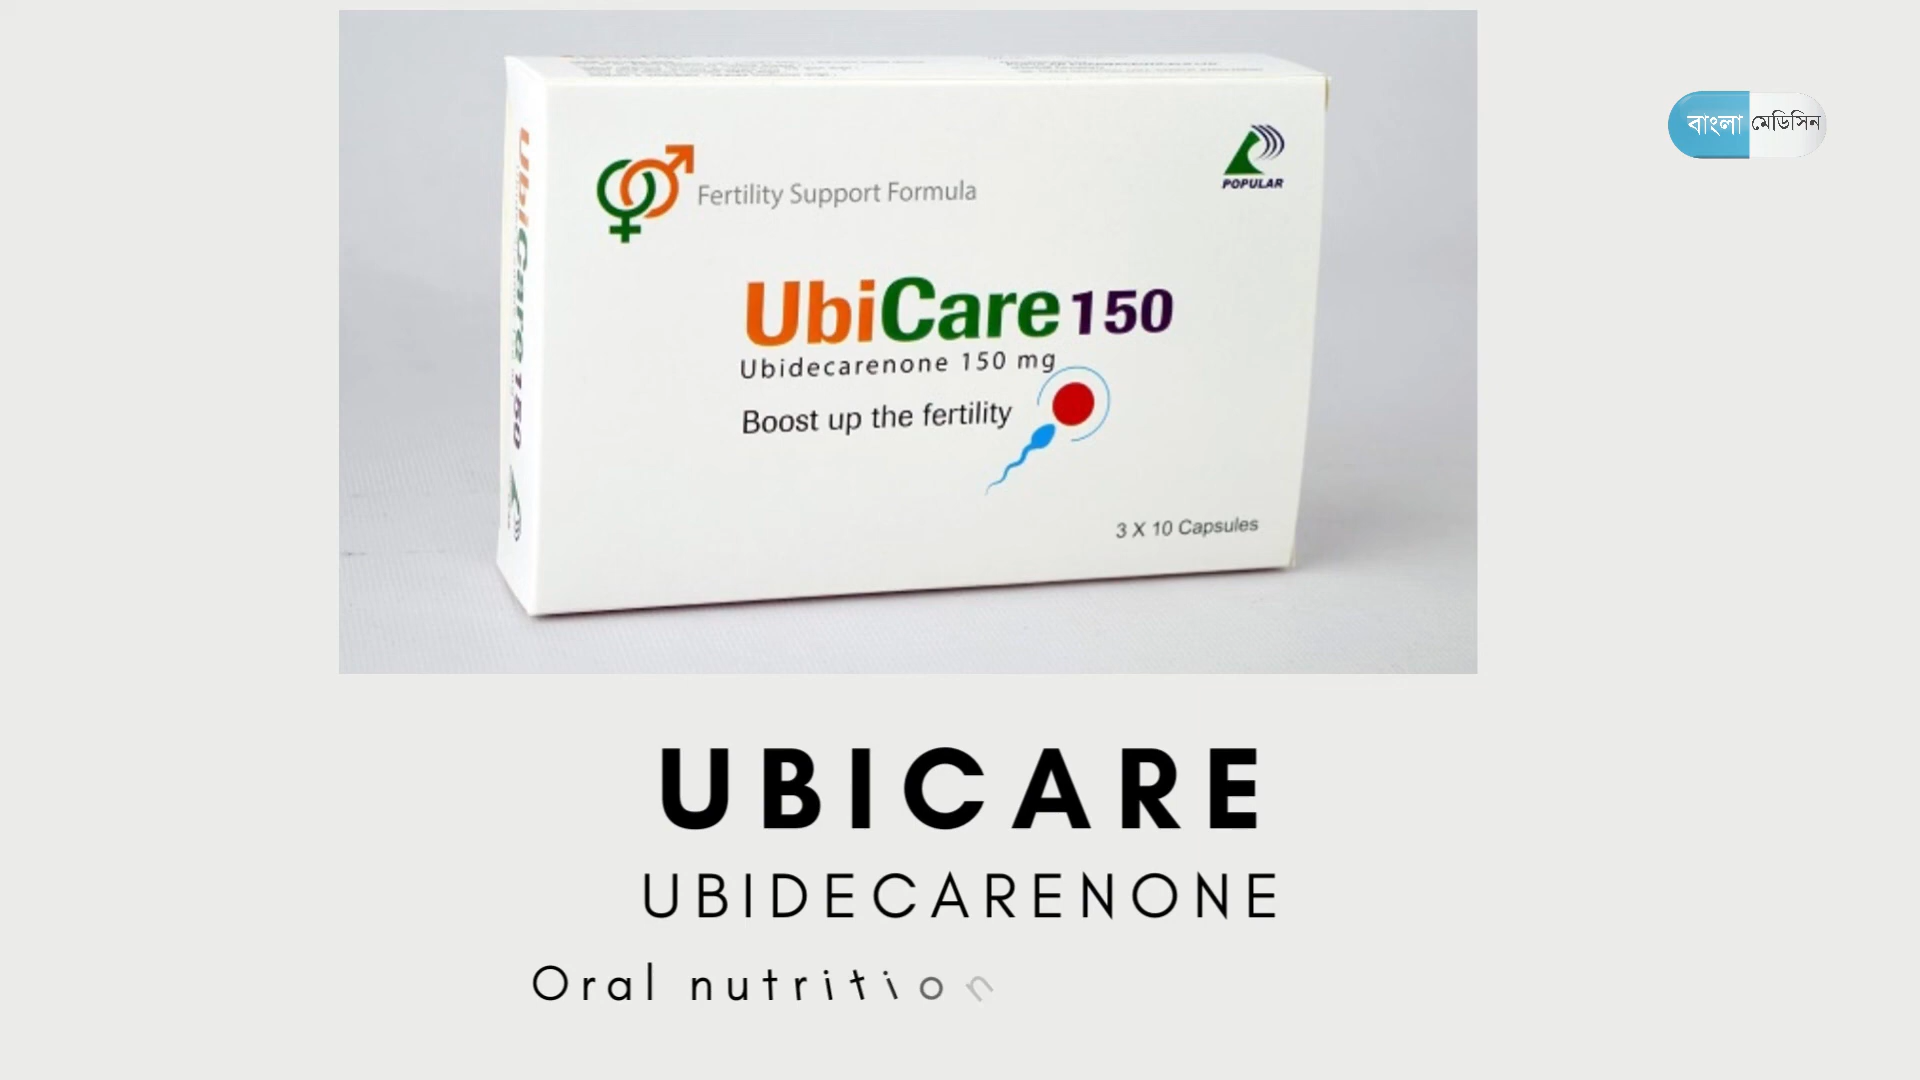 বাংলা মেডিসিন
Fertility Support Formula
POPULAR
UbiCare 150
Ubidecarenone 150 mg
Boost up the fertility
3 X 10 Capsules
UbiCare 150
UBICARE
UBIDECARENONE
Oral nutrition